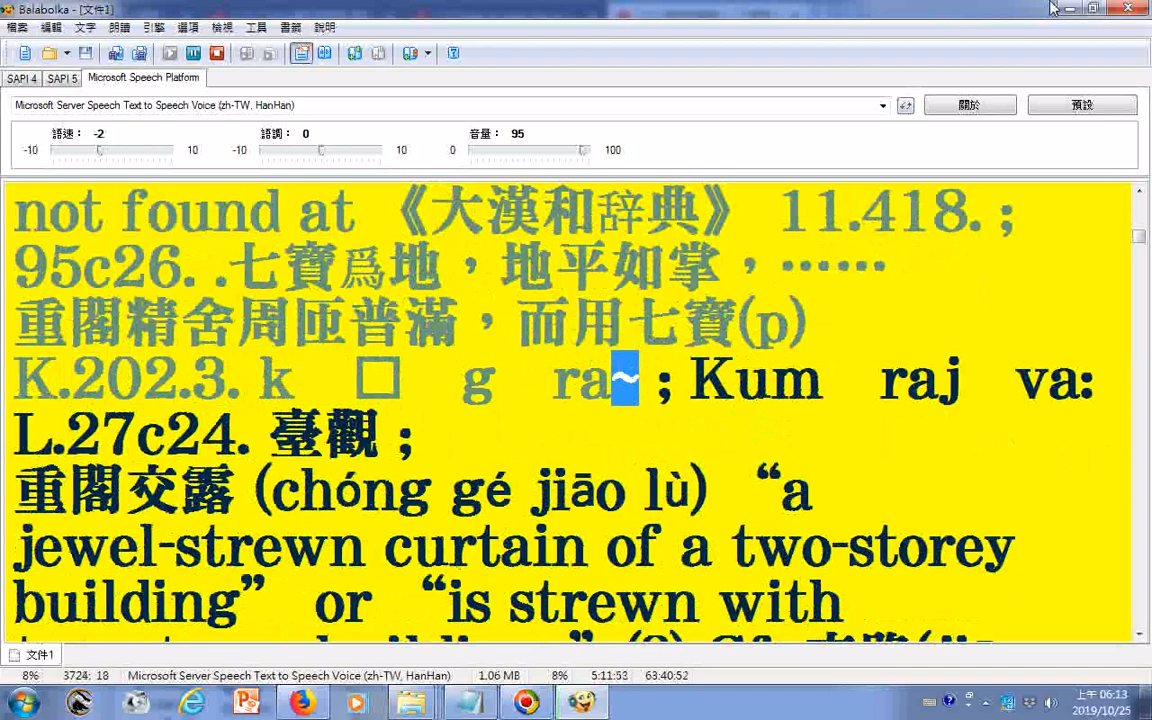 Balabolka - [文件1]
檔案 編輯 文字 朗讀 引擎 選項 檢視 工具 書籤 說明
SAPI 4 SAPI 5 Microsoft Speech Platform
Microsoft Server Speech Text to Speech Voice (zh-TW, HanHan) 關於 預設
語速： -2 語調： 0 音量： 95
-10 10 -10 10 0 100
not found at 《大漢和辞典》 11.418. ;
95c26. .七寶爲地，地平如掌，……
重閣精舍周匝普滿，而用七寶(p)
K.202.3. k □ g ra~ ; Kum raj va:
L.27c24. 臺觀 ;
重閣交露 (chóng gé jiāo lù) “a
jewel-strewn curtain of a two-storey
building” or “is strewn with
文件1
8% 3724: 18 Microsoft Server Speech Text to Speech Voice (zh-TW, HanHan) 1.06 MB 8% 5:11:53 63:40:52
上午 06:13
2019/10/25